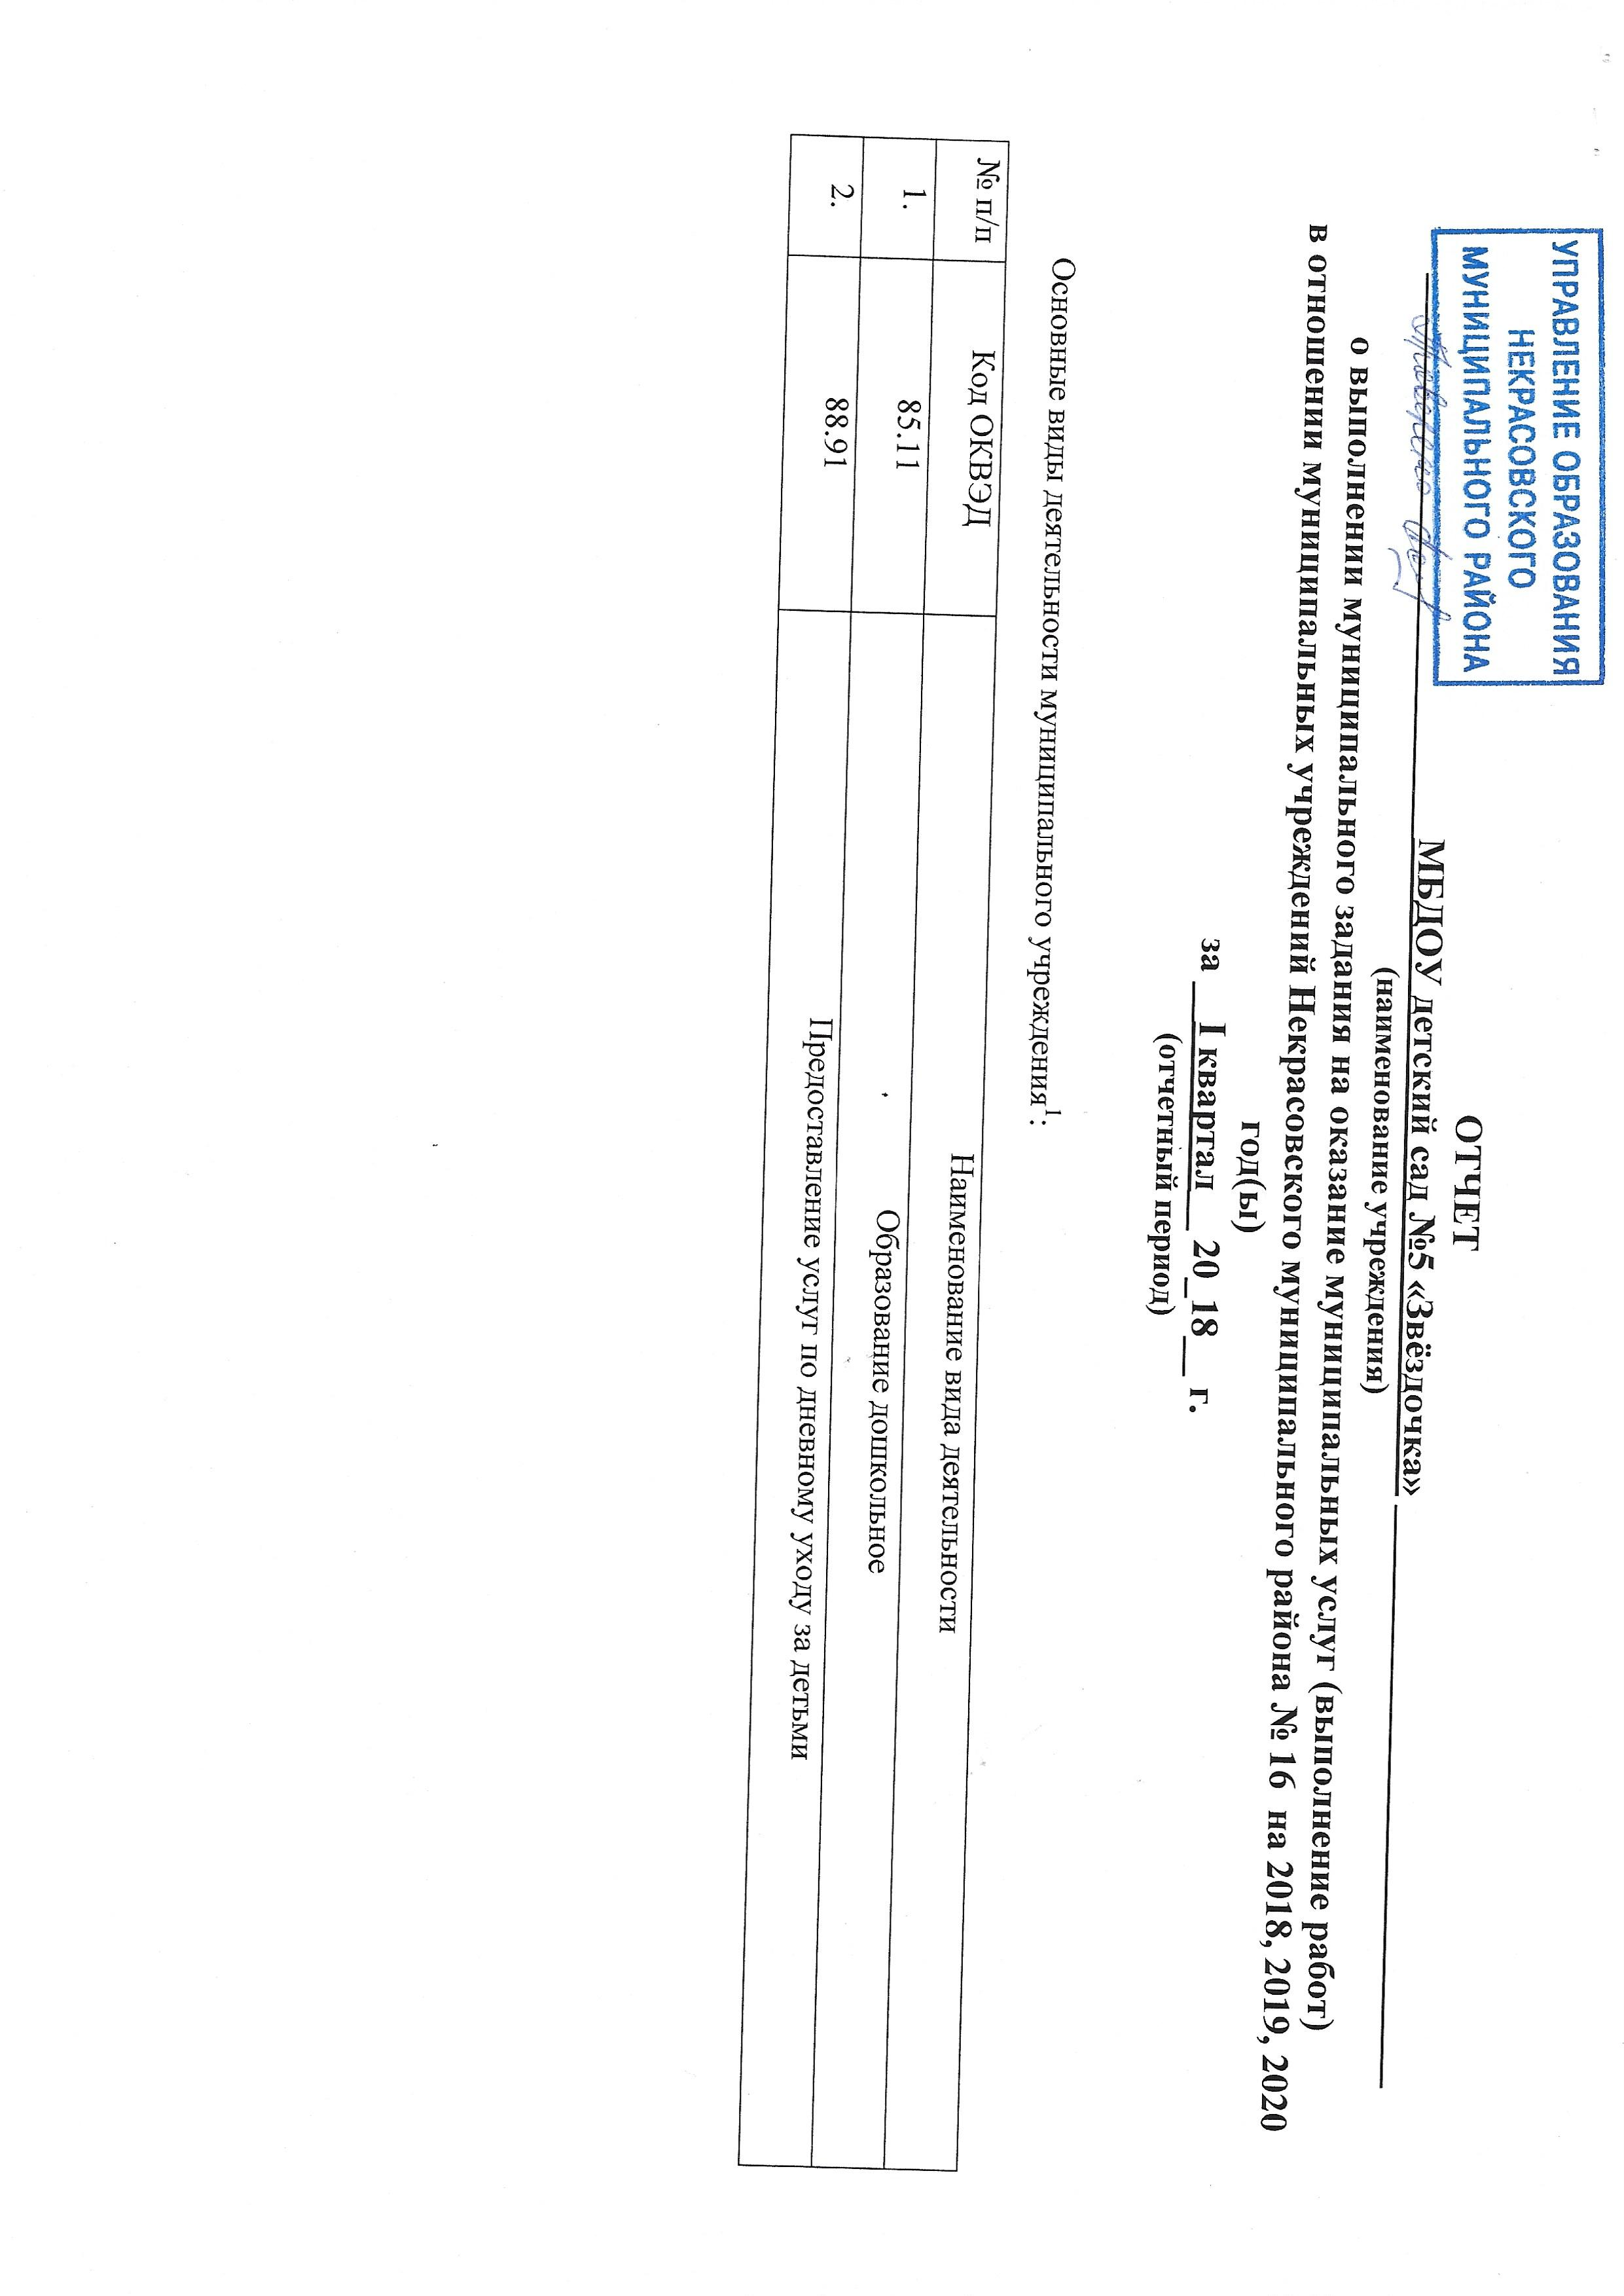 УПРАВЛЕНИЕ ОБРАЗОВАНИЯ
НЕКРАСОВСКОГО
МУНИЦИПАЛЬНОГО РАЙОНА
ОТЧЕТ
МБДОУ детский сад №5 «Звёздочка»
(наименование учреждения)
о выполнении муниципального задания на оказание муниципальных услуг (выполнение работ)
в отношении муниципальных учреждений Некрасовского муниципального района № 16 на 2018, 2019, 2020
год(ы)
за I квартал 20_18__ г.
(отчетный период)
Основные виды деятельности муниципального учреждения1:
№ п/п Код ОКВЭД Наименование вида деятельности
1. 85.11 Образование дошкольное
2. 88.91 Предоставление услуг по дневному уходу за детьми